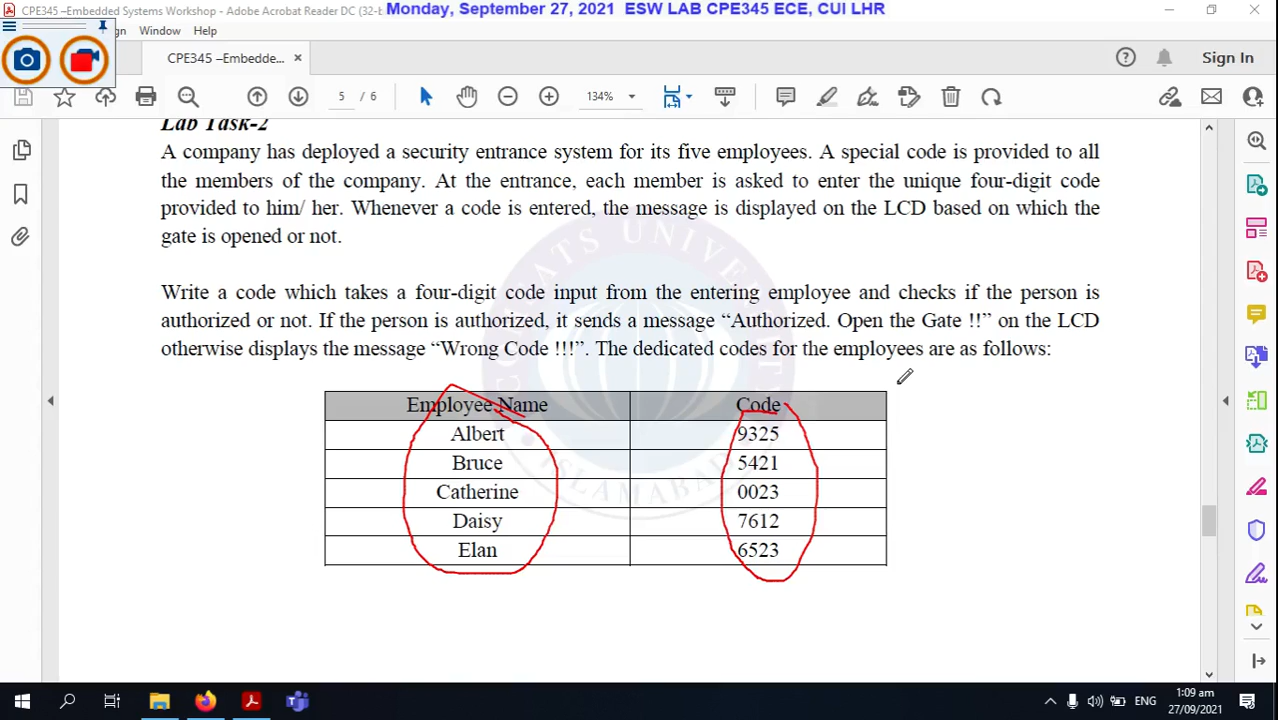 CPE345 –Embedded Systems Workshop - Adobe Acrobat Reader DC (32-b
Monday, September 27, 2021 ESW LAB CPE345 ECE, CUI LHR
Window Help
CPE345 –Embedde... ×
Sign In
5 / 6
134%
Lab Task-2
A company has deployed a security entrance system for its five employees. A special code is provided to all
the members of the company. At the entrance, each member is asked to enter the unique four-digit code
provided to him/ her. Whenever a code is entered, the message is displayed on the LCD based on which the
gate is opened or not.
Write a code which takes a four-digit code input from the entering employee and checks if the person is
authorized or not. If the person is authorized, it sends a message “Authorized. Open the Gate !!” on the LCD
otherwise displays the message “Wrong Code !!!”. The dedicated codes for the employees are as follows:
Employee Name Code
Albert 9325
Bruce 5421
Catherine 0023
Daisy 7612
Elan 6523
COMSATS UNIVERSITY
ISLAMABAD
ENG
1:09 am
27/09/2021